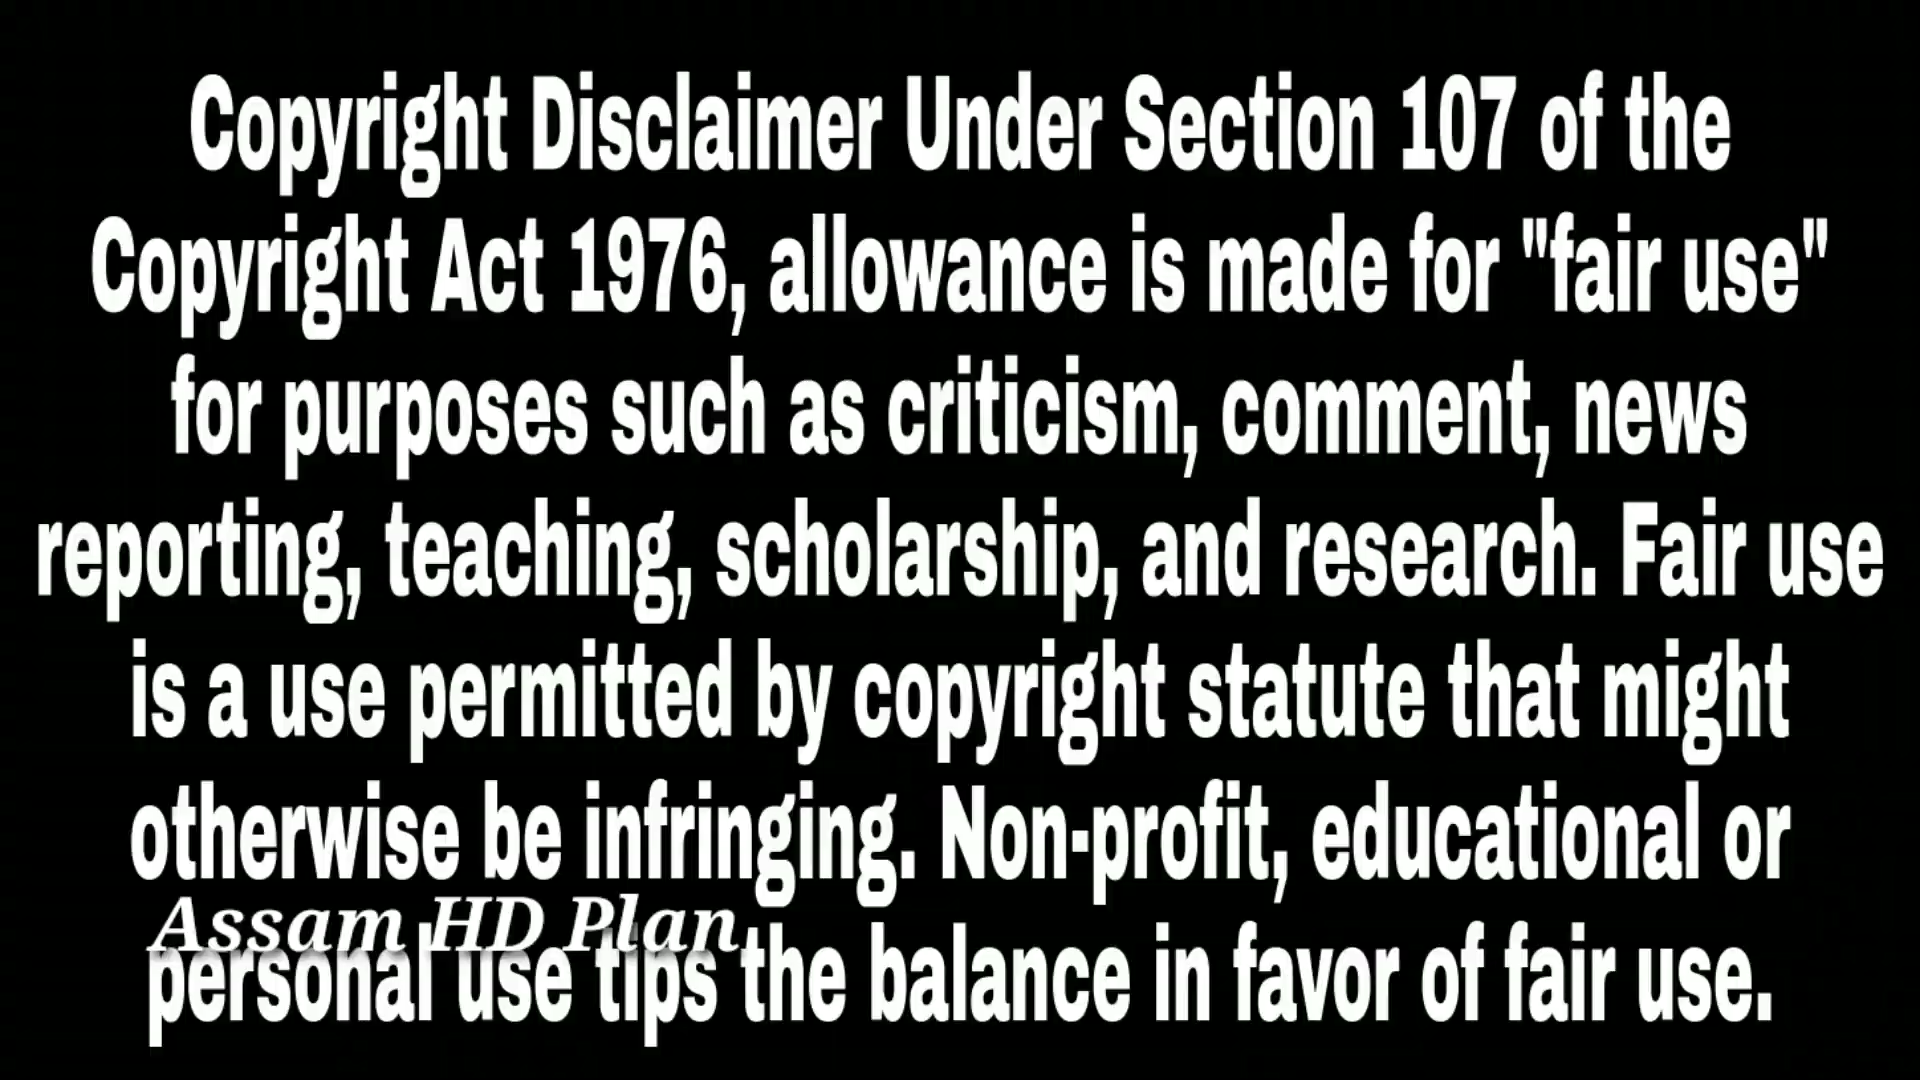 Copyright Disclaimer Under Section 107 of the
Copyright Act 1976, allowance is made for "fair use"
for purposes such as criticism, comment, news
reporting, teaching, scholarship, and research. Fair use
is a use permitted by copyright statute that might
otherwise be infringing. Non-profit, educational or
Assam HD Plan
personal use tips the balance in favor of fair use.